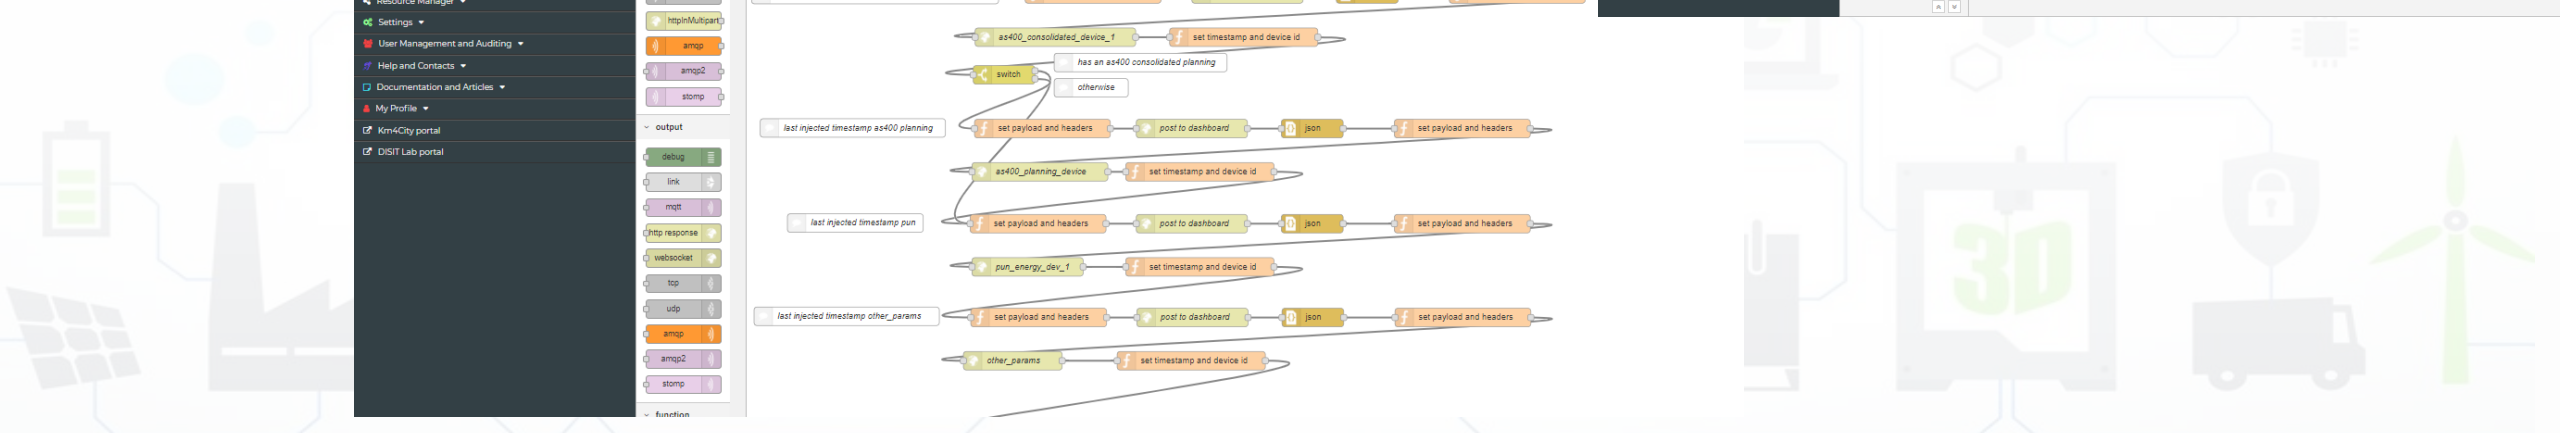 Resource Manager
Settings
User Management and Auditing
Help and Contacts
Documentation and Articles
My Profile
Km4City portal
DISIT Lab portal
httpInMultipart
amqp
amqp2
stomp
output
debug
link
mqtt
http response
websocket
tcp
udp
amqp
amqp2
stomp
function
as400_consolidated_device_1
set timestamp and device id
has an as400 consolidated planning
switch
otherwise
last injected timestamp as400 planning
set payload and headers
post to dashboard
json
set payload and headers
as400_planning_device
set timestamp and device id
last injected timestamp pun
set payload and headers
post to dashboard
json
set payload and headers
pun_energy_dev_1
set timestamp and device id
last injected timestamp other_params
set payload and headers
post to dashboard
json
set payload and headers
other_params
set timestamp and device id
3D